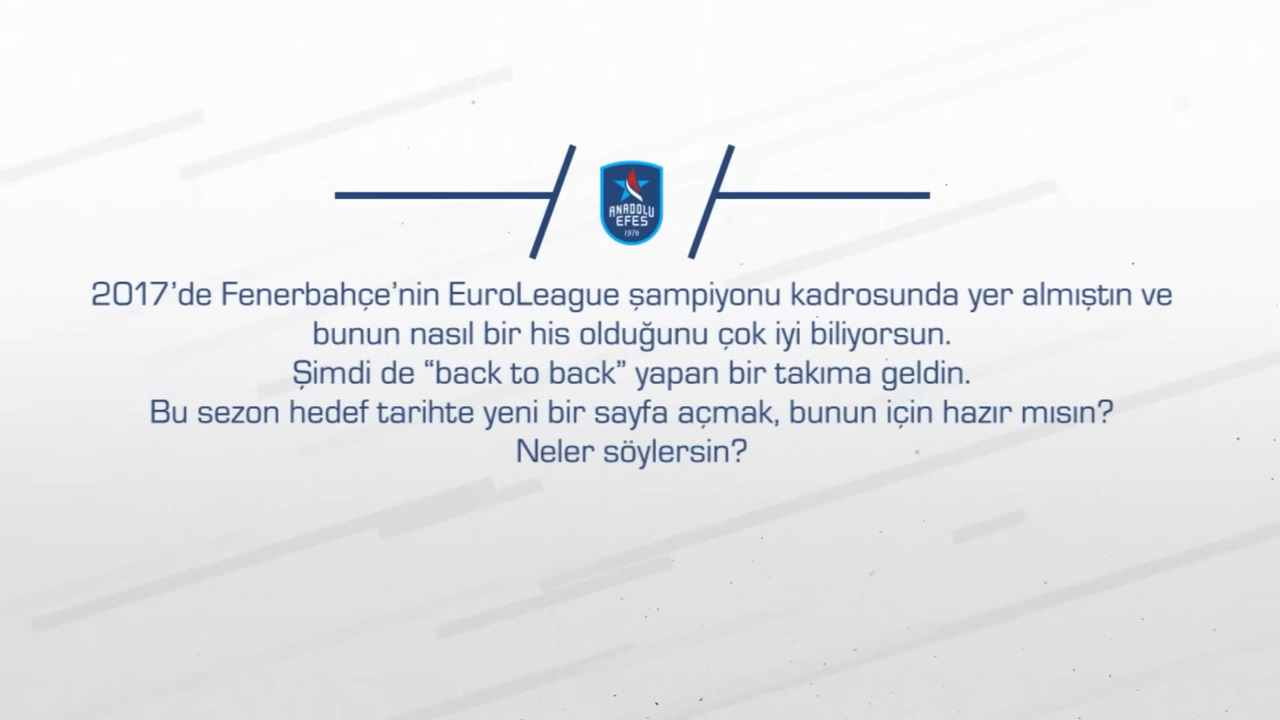 ANADOLU
EFES
1976
2017’de Fenerbahçe’nin EuroLeague şampiyonu kadrosunda yer almıştın ve
bunun nasıl bir his olduğunu çok iyi biliyorsun.
Şimdi de “back to back” yapan bir takıma geldin.
Bu sezon hedef tarihte yeni bir sayfa açmak, bunun için hazır mısın?
Neler söylersin?